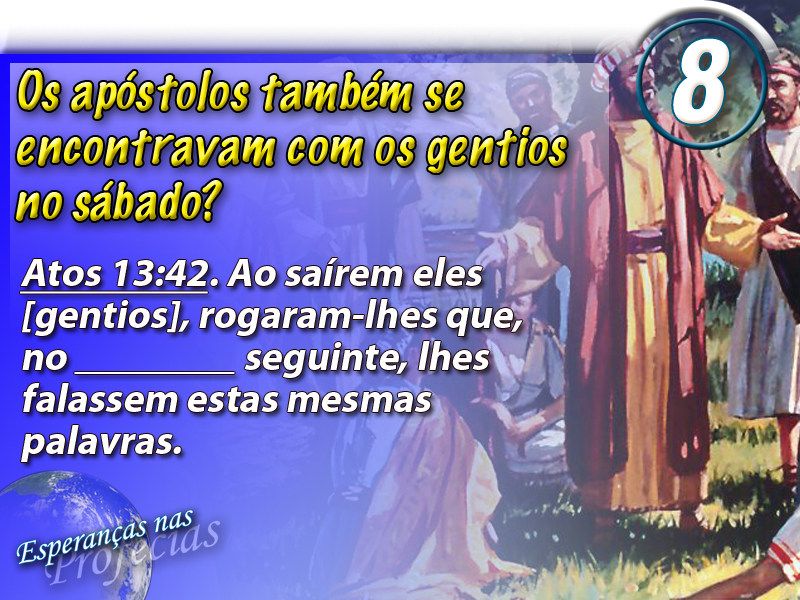 8
Os apóstolos também se
encontravam com os gentios
no sábado?
Atos 13:42. Ao saírem eles
[gentios], rogaram-lhes que,
no ________ seguinte, lhes
falassem estas mesmas
palavras.
Esperanças nas
Profecias